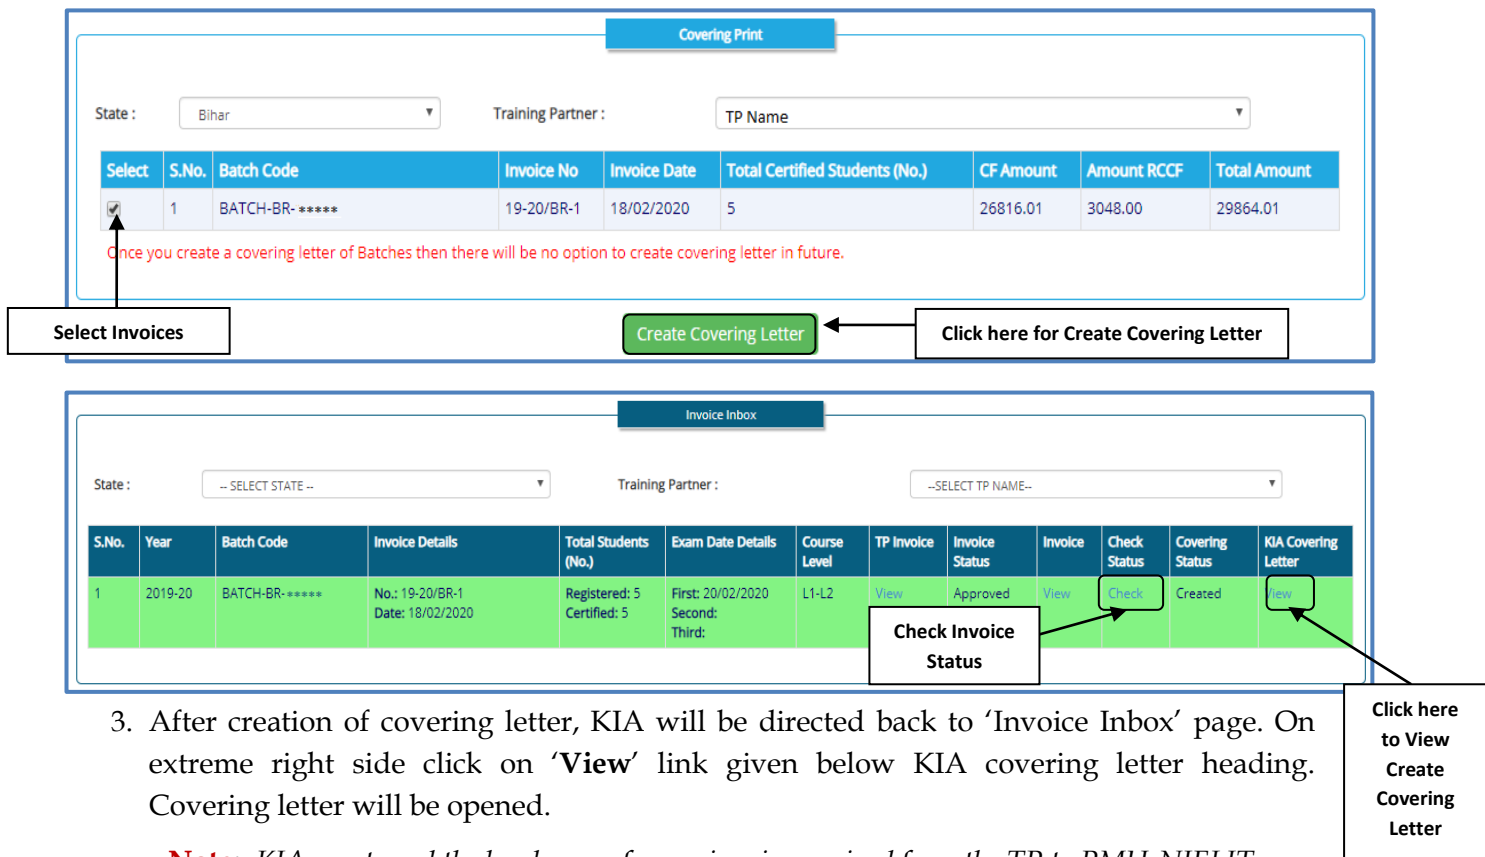 Covering Print
State : Bihar Training Partner : TP Name
Select S.No. Batch Code Invoice No Invoice Date Total Certified Students (No.) CF Amount Amount RCCF Total Amount
1 BATCH-BR- ***** 19-20/BR-1 18/02/2020 5 26816.01 3048.00 29864.01
Once you create a covering letter of Batches then there will be no option to create covering letter in future.
Select Invoices
Create Covering Letter
Click here for Create Covering Letter
Invoice Inbox
State : -- SELECT STATE -- Training Partner : --SELECT TP NAME--
S.No. Year Batch Code Invoice Details Total Students Exam Date Details Course TP Invoice Invoice Invoice Check Covering KIA Covering
(No.) Level Status Status Status Letter
1 2019-20 BATCH-BR-***** No.: 19-20/BR-1 Registered: 5 First: 20/02/2020 L1-L2 View Approved View Check Created View
Date: 18/02/2020 Certified: 5 Second:
Third:
Check Invoice
Status
Click here
to View
Create
Covering
Letter
3. After creation of covering letter, KIA will be directed back to ‘Invoice Inbox’ page. On
extreme right side click on ‘View’ link given below KIA covering letter heading.
Covering letter will be opened.